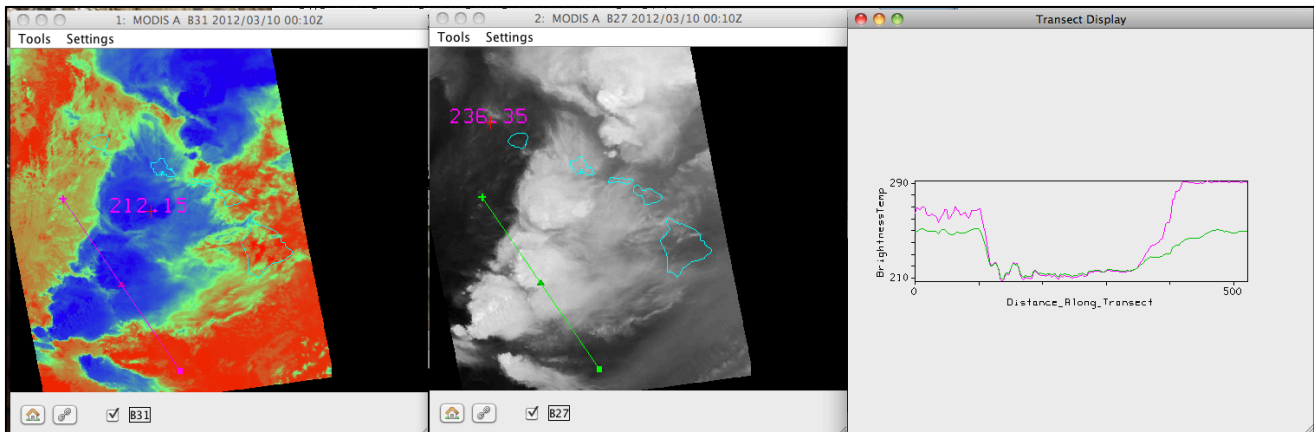 1: MODIS A B31 2012/03/10 00:10Z
Tools Settings
212.15
B31
2: MODIS A B27 2012/03/10 00:10Z
Tools Settings
236.35
B27
Transect Display
290
BrightnessTemp
210
0
500
Distance_Along_Transect